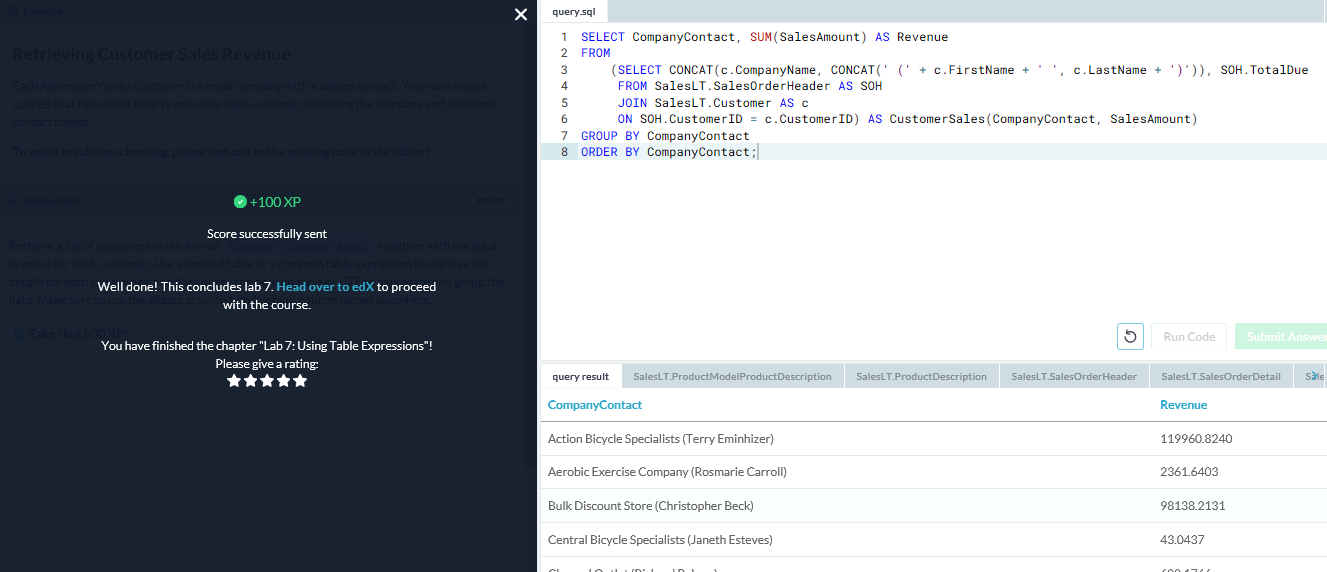 Exercise
Retrieving Customer Sales Revenue
Each AdventureWorks customer is a retail company with a named contact. You must create
queries that return the total revenue for each customer, including the company and customer
contact names.
To assist in solution checking, please just add to the existing code in the editor!
Instructions
100 XP
+100 XP
Score successfully sent
Retrieve a list of customers in the format Company (Contact Name) together with the total
revenue for each customer. Use a derived table or a common table expression to retrieve the
details for each
and group the
data. Make sure to use the aliases provided
column names elsewhere.
Well done! This concludes lab 7. Head over to edX to proceed
with the course.
Take Hint (-30 XP)
You have finished the chapter "Lab 7: Using Table Expressions"!
Please give a rating:
query.sql
1 SELECT CompanyContact, SUM(SalesAmount) AS Revenue
2 FROM
3 (SELECT CONCAT(c.CompanyName, CONCAT(' (' + c.FirstName + ' ', c.LastName + ')')), SOH.TotalDue
4 FROM SalesLT.SalesOrderHeader AS SOH
5 JOIN SalesLT.Customer AS c
6 ON SOH.CustomerID = c.CustomerID) AS CustomerSales(CompanyContact, SalesAmount)
7 GROUP BY CompanyContact
8 ORDER BY CompanyContact;
Run Code
Submit Answer
query result SalesLT.ProductModelProductDescription SalesLT.ProductDescription SalesLT.SalesOrderHeader SalesLT.SalesOrderDetail
CompanyContact Revenue
Action Bicycle Specialists (Terry Eminhizer) 119960.8240
Aerobic Exercise Company (Rosmarie Carroll) 2361.6403
Bulk Discount Store (Christopher Beck) 98138.2131
Central Bicycle Specialists (Janeth Esteves) 43.0437